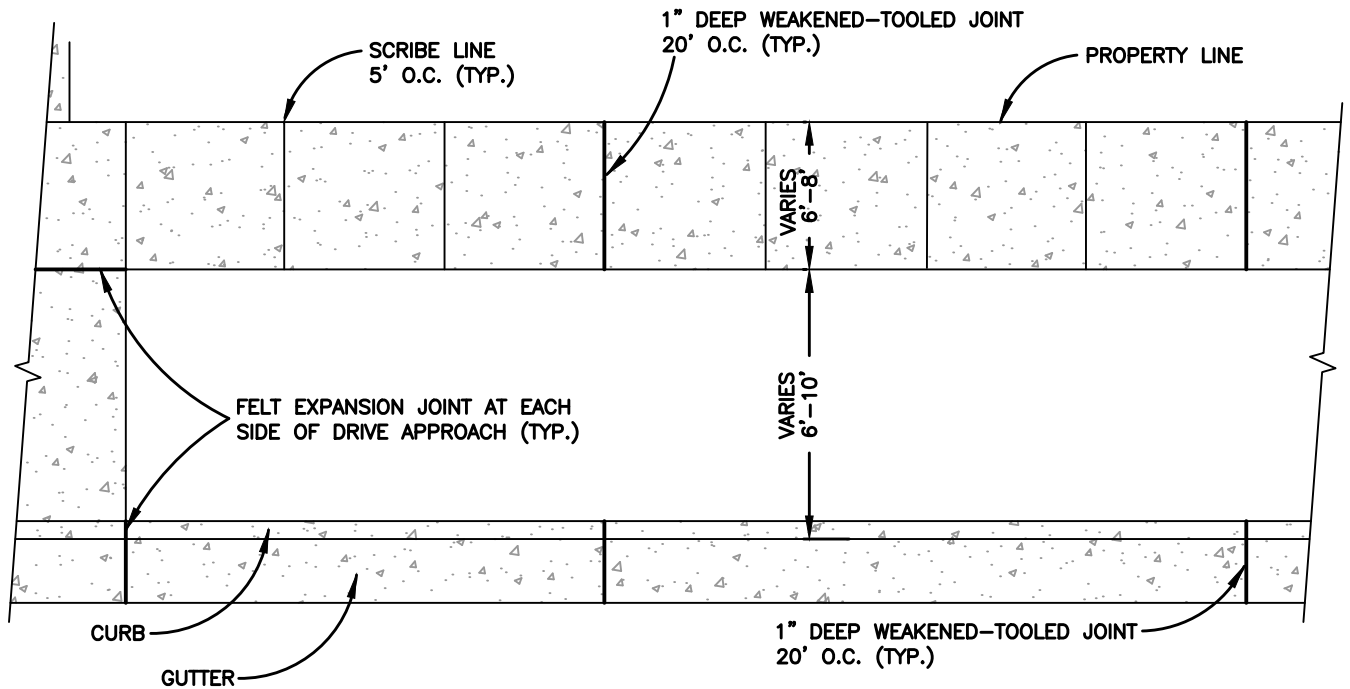 1" DEEP WEAKENED-TOOLED JOINT
20' O.C. (TYP.)
SCRIBE LINE
5' O.C. (TYP.)
PROPERTY LINE
VARIES
6'-8'
FELT EXPANSION JOINT AT EACH
SIDE OF DRIVE APPROACH (TYP.)
VARIES
6'-10'
CURB
GUTTER
1" DEEP WEAKENED-TOOLED JOINT
20' O.C. (TYP.)